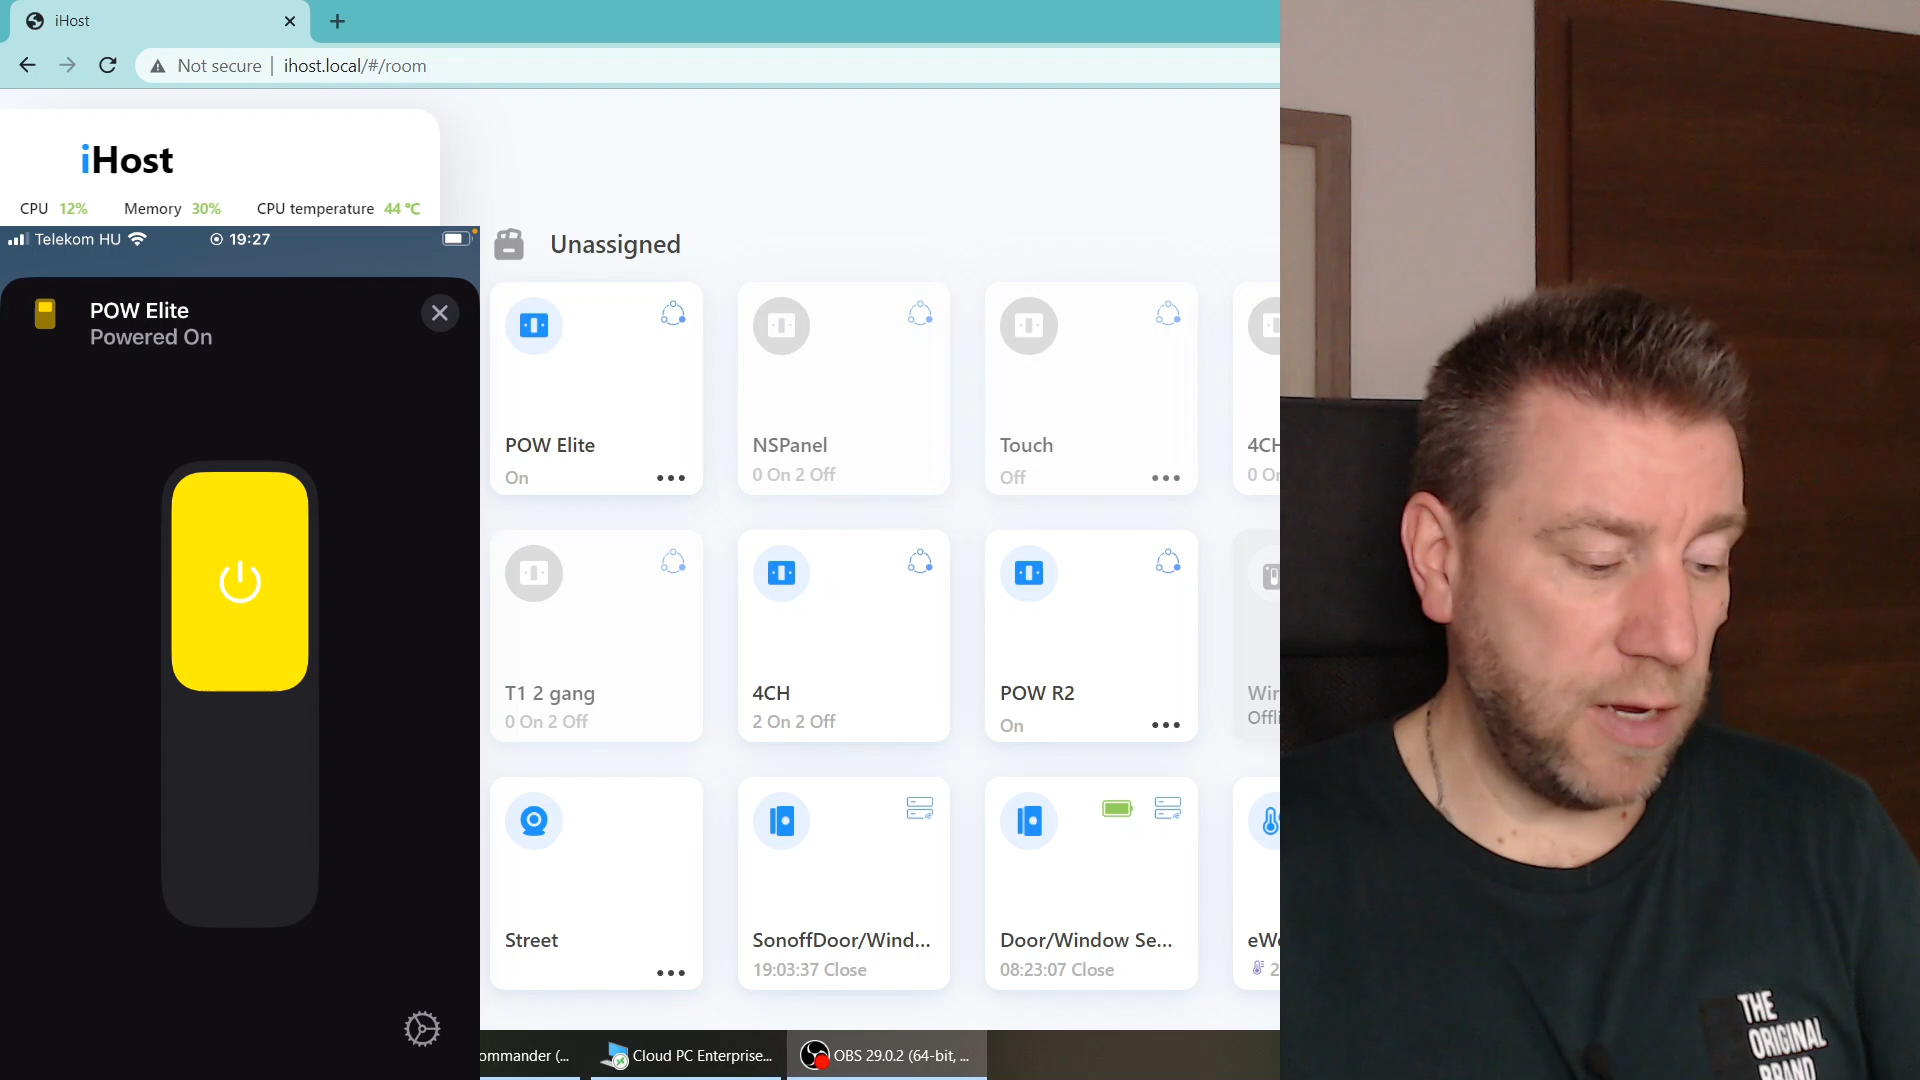 iHost
Not secure
ihost.local/#/room
iHost
CPU 12%
Memory 30%
CPU temperature 44 ℃
Telekom HU
19:27
POW Elite
Powered On
Unassigned
POW Elite
On
NSPanel
0 On 2 Off
Touch
Off
T1 2 gang
0 On 2 Off
4CH
2 On 2 Off
POW R2
On
Street
SonoffDoor/Wind...
19:03:37 Close
Door/Window Se...
08:23:07 Close
ommander (...
Cloud PC Enterprise...
OBS 29.0.2 (64-bit, ...
THE
ORIGINAL
BRAND